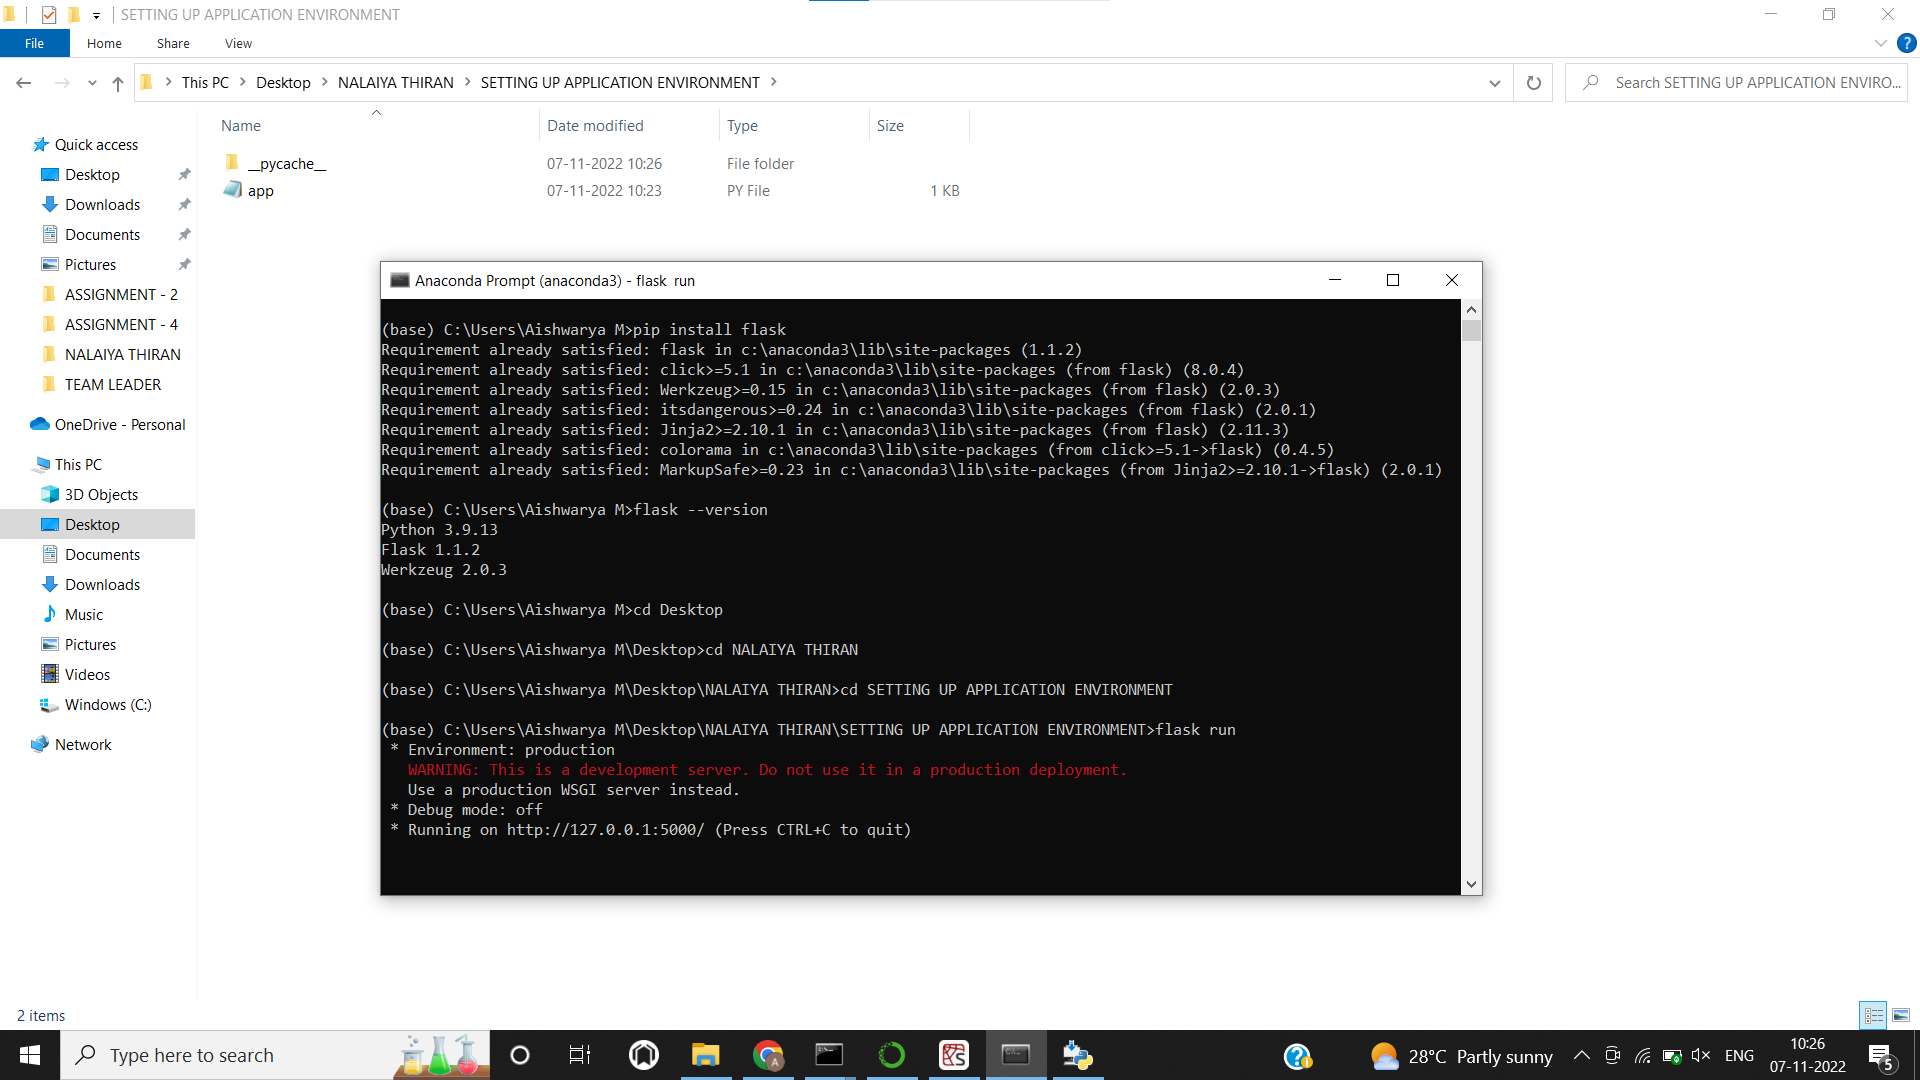 SETTING UP APPLICATION ENVIRONMENT
File Home Share View
This PC Desktop NALAIYA THIRAN SETTING UP APPLICATION ENVIRONMENT
Search SETTING UP APPLICATION ENVIRO...
Name Date modified Type Size
__pycache__ 07-11-2022 10:26 File folder
app 07-11-2022 10:23 PY File 1 KB
Quick access
Desktop
Downloads
Documents
Pictures
ASSIGNMENT - 2
ASSIGNMENT - 4
NALAIYA THIRAN
TEAM LEADER
OneDrive - Personal
This PC
3D Objects
Desktop
Documents
Downloads
Music
Pictures
Videos
Windows (C:)
Network
Anaconda Prompt (anaconda3) - flask run
(base) C:\Users\Aishwarya M>pip install flask
Requirement already satisfied: flask in c:\anaconda3\lib\site-packages (1.1.2)
Requirement already satisfied: click>=5.1 in c:\anaconda3\lib\site-packages (from flask) (8.0.4)
Requirement already satisfied: Werkzeug>=0.15 in c:\anaconda3\lib\site-packages (from flask) (2.0.3)
Requirement already satisfied: itsdangerous>=0.24 in c:\anaconda3\lib\site-packages (from flask) (2.0.1)
Requirement already satisfied: Jinja2>=2.10.1 in c:\anaconda3\lib\site-packages (from flask) (2.11.3)
Requirement already satisfied: colorama in c:\anaconda3\lib\site-packages (from click>=5.1->flask) (0.4.5)
Requirement already satisfied: MarkupSafe>=0.23 in c:\anaconda3\lib\site-packages (from Jinja2>=2.10.1->flask) (2.0.1)
(base) C:\Users\Aishwarya M>flask --version
Python 3.9.13
Flask 1.1.2
Werkzeug 2.0.3
(base) C:\Users\Aishwarya M>cd Desktop
(base) C:\Users\Aishwarya M\Desktop>cd NALAIYA THIRAN
(base) C:\Users\Aishwarya M\Desktop\NALAIYA THIRAN>cd SETTING UP APPLICATION ENVIRONMENT
(base) C:\Users\Aishwarya M\Desktop\NALAIYA THIRAN\SETTING UP APPLICATION ENVIRONMENT>flask run
* Environment: production
WARNING: This is a development server. Do not use it in a production deployment.
Use a production WSGI server instead.
* Debug mode: off
* Running on http://127.0.0.1:5000/ (Press CTRL+C to quit)
2 items
Type here to search
28°C Partly sunny
ENG
10:26
07-11-2022
5